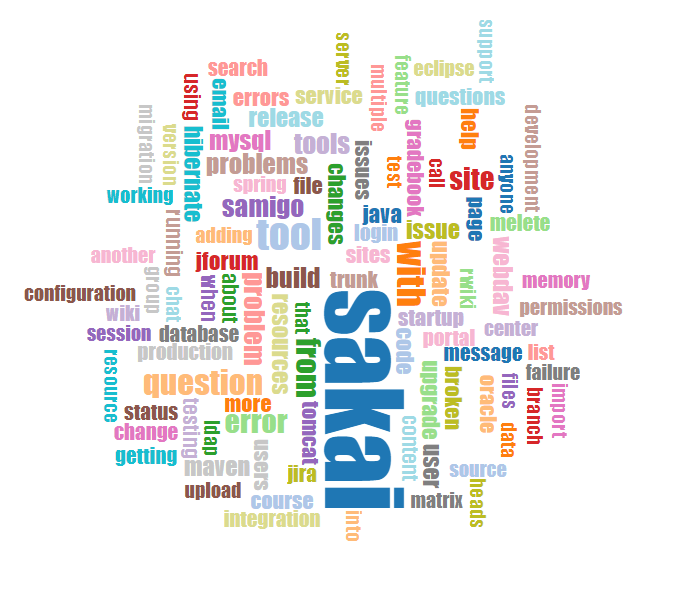 support
server
search
eclipse
feature
multiple
using
email
errors
service
questions
migration
version
release
help
development
hibernate
mysql
tools
issues
gradebook
problems
test
call
anyone
spring
file
changes
site
working
samigo
java
page
melete
running
adding
tool
login
issue
another
jforum
sites
with
update
webdav
group
chat
when
about
problem
build
trunk
rwiki
memory
configuration
resources
that
sakai
permissions
wiki
startup
center
session
database
from
code
portal
production
message
list
resource
question
upgrade
broken
oracle
files
failure
status
testing
more
tomcat
branch
import
change
ldap
error
content
user
data
getting
maven
users
jira
source
upload
course
matrix
heads
integration
into